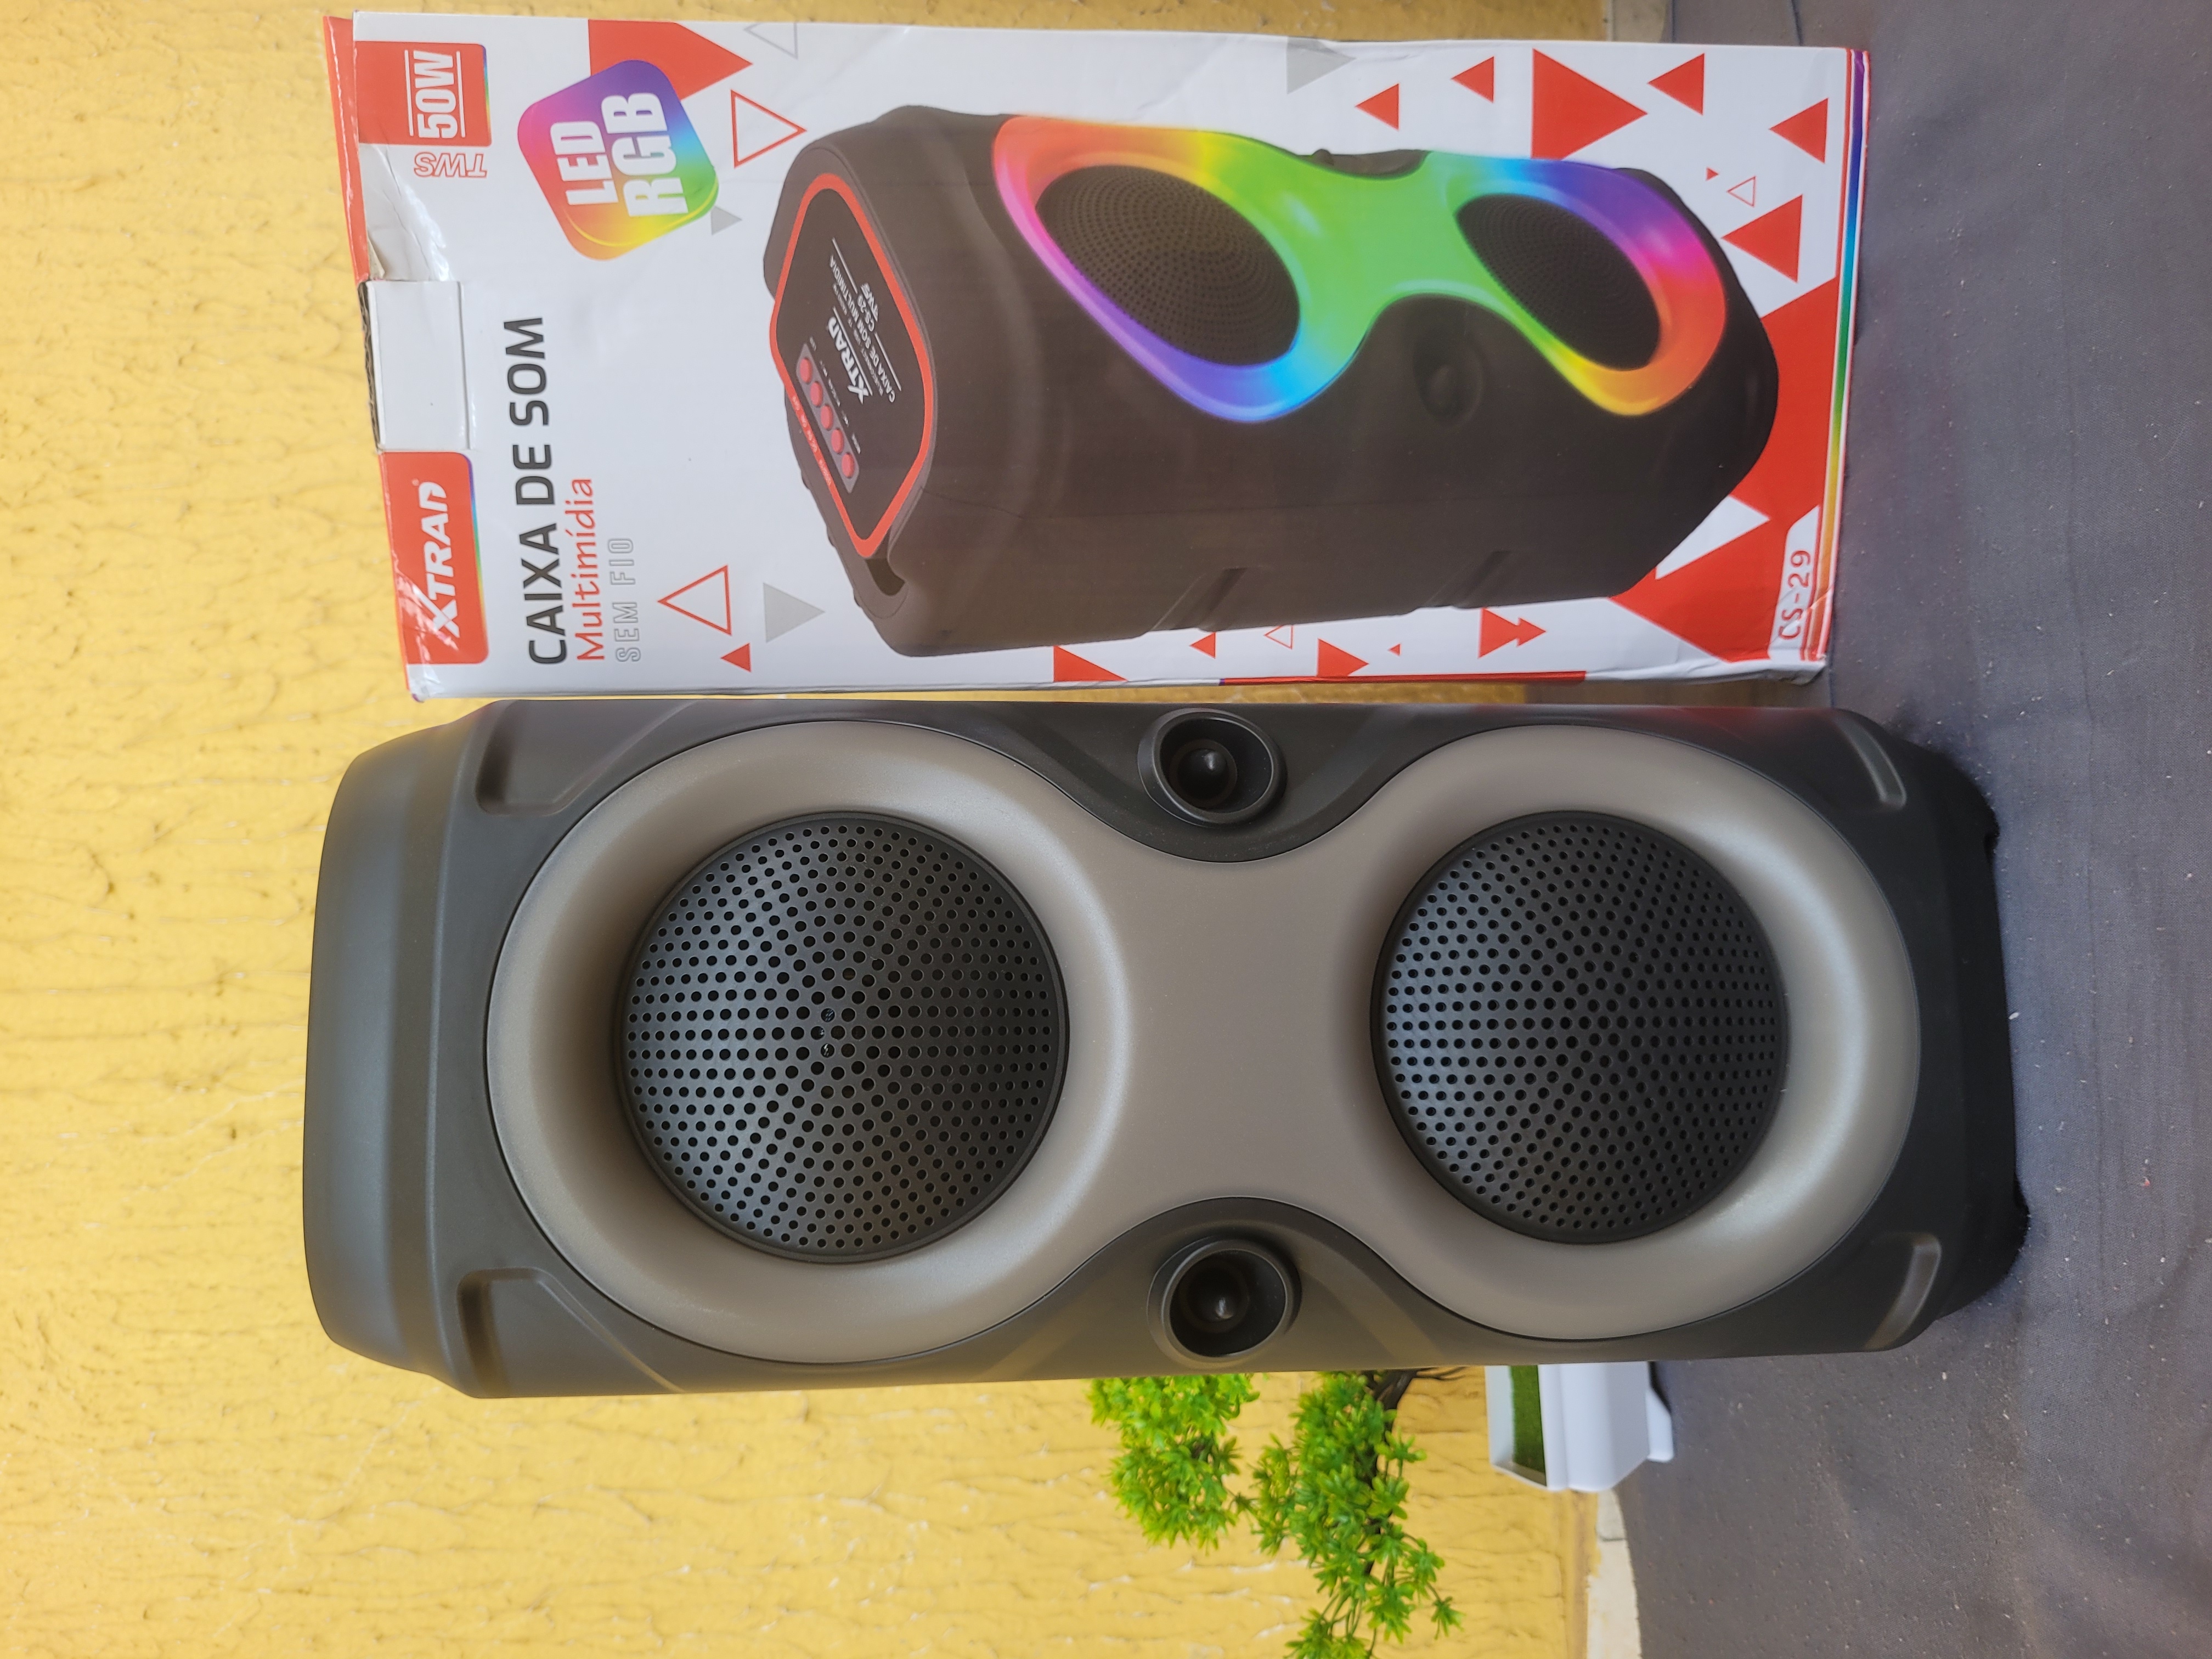 XTRAD
TWS
50W
CAIXA DE SOM
Multimídia
SEM FIO
LED
RGB
XTRAD
CAIXA DE SOM MULTIMÍDIA
CS-29
TWS
CS-29